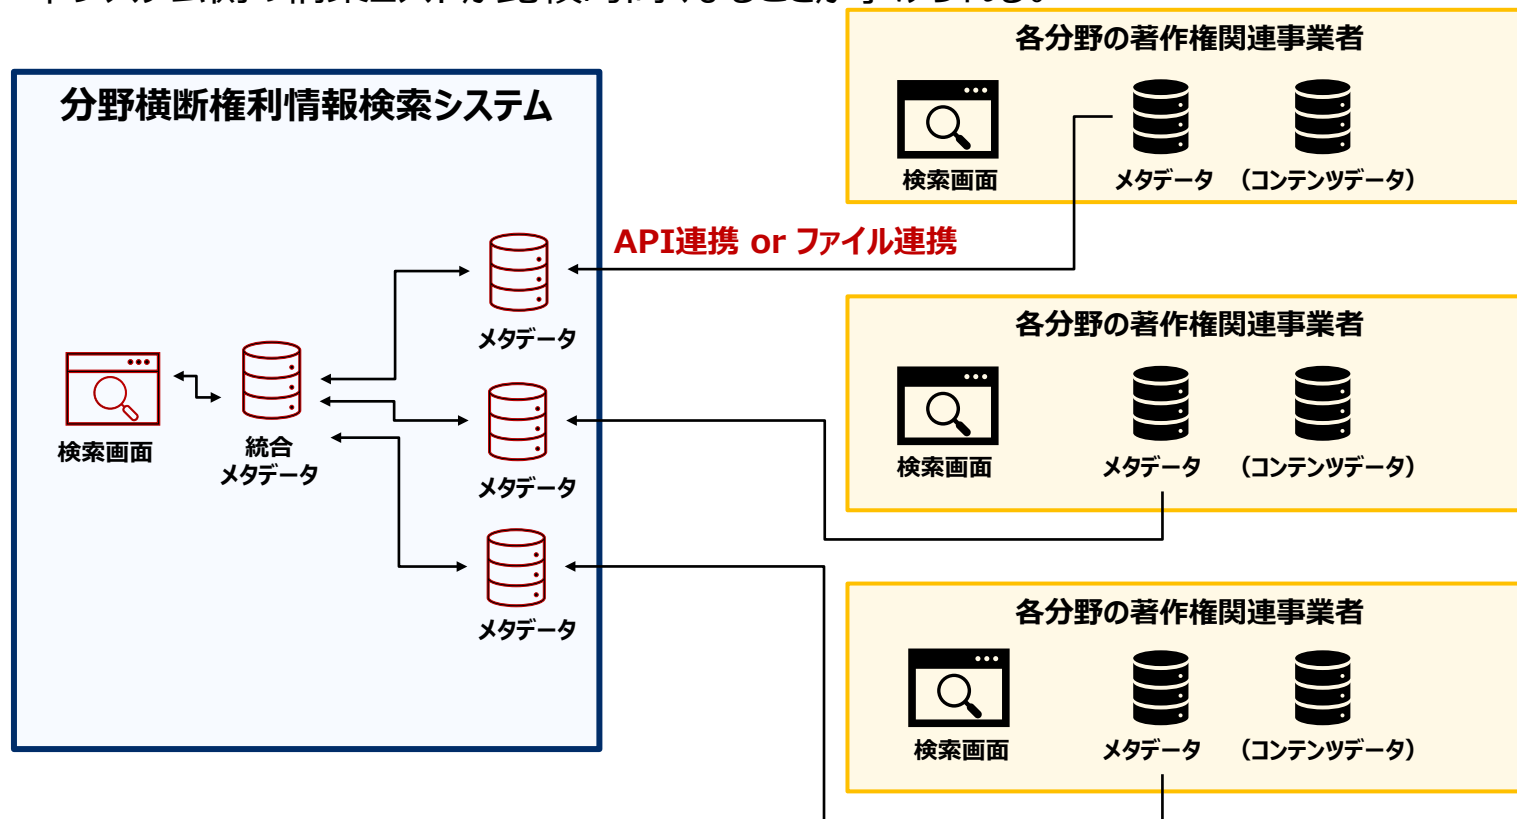 各分野の著作権関連事業者
検索画面
メタデータ
(コンテンツデータ)
分野横断権利情報検索システム
API連携 or ファイル連携
メタデータ
検索画面
統合
メタデータ
メタデータ
メタデータ
各分野の著作権関連事業者
検索画面
メタデータ
(コンテンツデータ)
各分野の著作権関連事業者
検索画面
メタデータ
(コンテンツデータ)